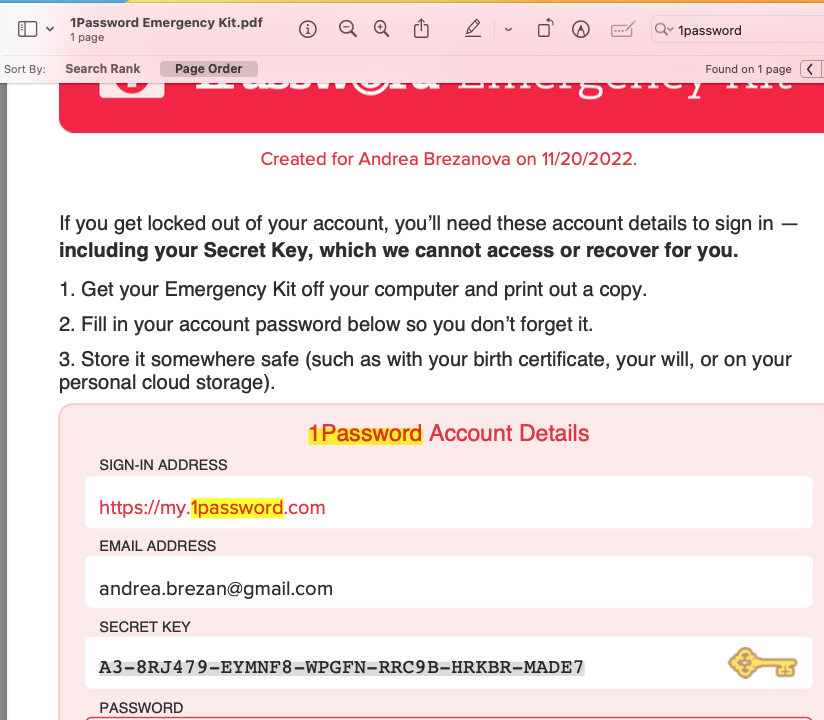 1Password Emergency Kit.pdf
1 page
1password
Sort By: Search Rank Page Order Found on 1 page
1Password Emergency Kit
Created for Andrea Brezanova on 11/20/2022.
If you get locked out of your account, you'll need these account details to sign in —
including your Secret Key, which we cannot access or recover for you.
1. Get your Emergency Kit off your computer and print out a copy.
2. Fill in your account password below so you don't forget it.
3. Store it somewhere safe (such as with your birth certificate, your will, or on your
personal cloud storage).
1Password Account Details
SIGN-IN ADDRESS
https://my.1password.com
EMAIL ADDRESS
andrea.brezan@gmail.com
SECRET KEY
A3-8RJ479-EYMNF8-WPGFN-RRC9B-HRKBR-MADE7
PASSWORD